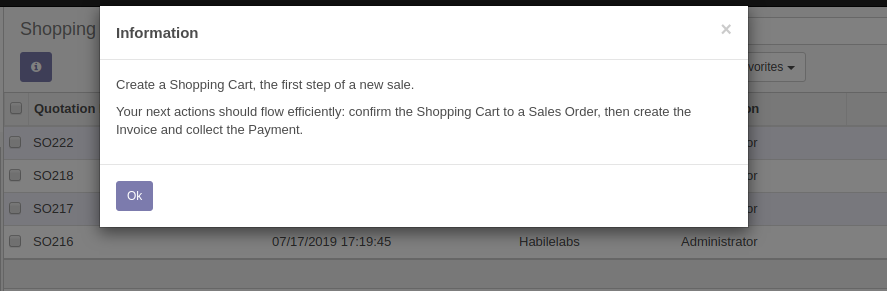 Shopping
Information
×
Create a Shopping Cart, the first step of a new sale.
Your next actions should flow efficiently: confirm the Shopping Cart to a Sales Order, then create the
Invoice and collect the Payment.
Ok
vorites
Quotation
on
SO222
or
SO218
or
SO217
or
SO216 07/17/2019 17:19:45 Habilelabs Administrator